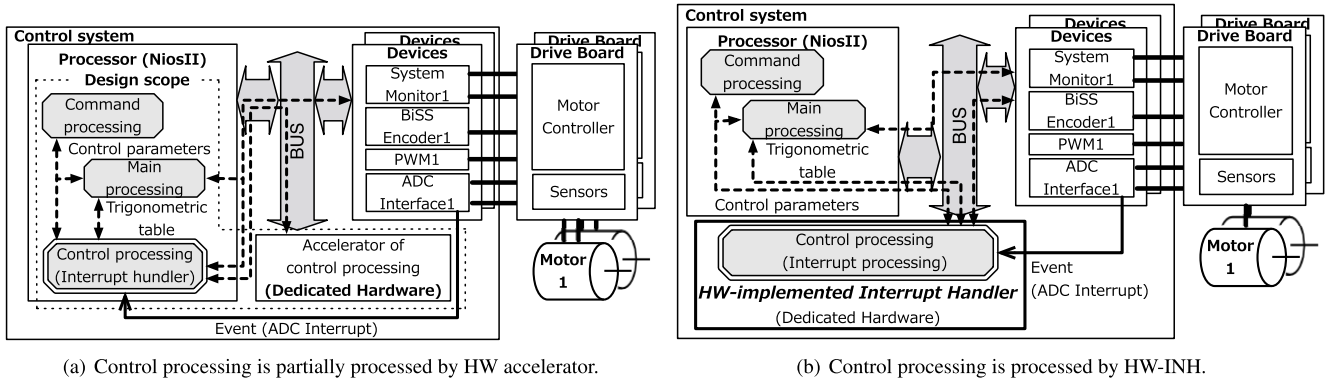 Control system
Processor (NiosII)
Design scope
Command
processing
Control parameters
Main
processing
Trigonometric
table
Control processing
(Interrupt hundler)
BUS
Devices
Devices
System
Monitor1
BiSS
Encoder1
PWM1
ADC
Interface1
Drive Board
Drive Board
Motor
Controller
Sensors
Accelerator of
control processing
(Dedicated Hardware)
Motor
1
Event (ADC Interrupt)
(a) Control processing is partially processed by HW accelerator.
Control system
Processor (NiosII)
Command
processing
Main
processing
Trigonometric
table
Control parameters
BUS
Devices
Devices
System
Monitor1
BiSS
Encoder1
PWM1
ADC
Interface1
Drive Board
Drive Board
Motor
Controller
Sensors
Control processing
(Interrupt processing)
HW-implemented Interrupt Handler
(Dedicated Hardware)
Event
(ADC Interrupt)
Motor
1
(b) Control processing is processed by HW-INH.